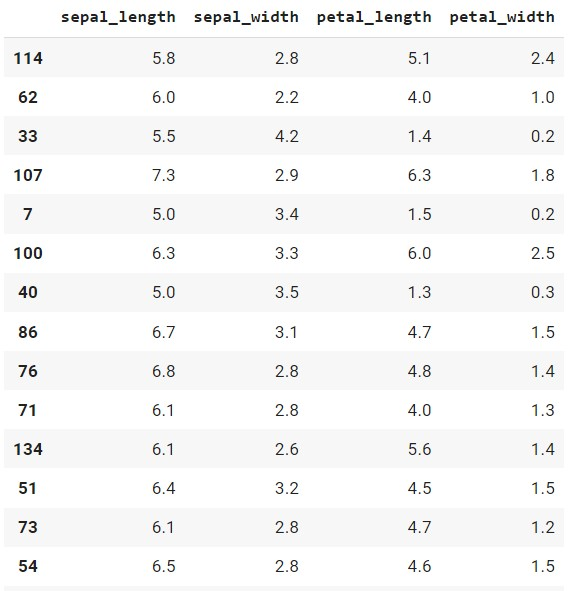 sepal_length sepal_width petal_length petal_width
114 5.8 2.8 5.1 2.4
62 6.0 2.2 4.0 1.0
33 5.5 4.2 1.4 0.2
107 7.3 2.9 6.3 1.8
7 5.0 3.4 1.5 0.2
100 6.3 3.3 6.0 2.5
40 5.0 3.5 1.3 0.3
86 6.7 3.1 4.7 1.5
76 6.8 2.8 4.8 1.4
71 6.1 2.8 4.0 1.3
134 6.1 2.6 5.6 1.4
51 6.4 3.2 4.5 1.5
73 6.1 2.8 4.7 1.2
54 6.5 2.8 4.6 1.5